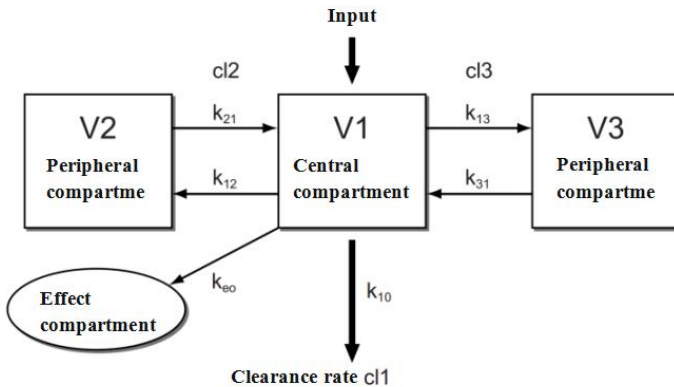 Input
cl2
cl3
V2
k21
V1
k13
V3
Peripheral
compartme
k12
Central
compartment
k31
Peripheral
compartme
keo
k10
Effect
compartment
Clearance rate cl1